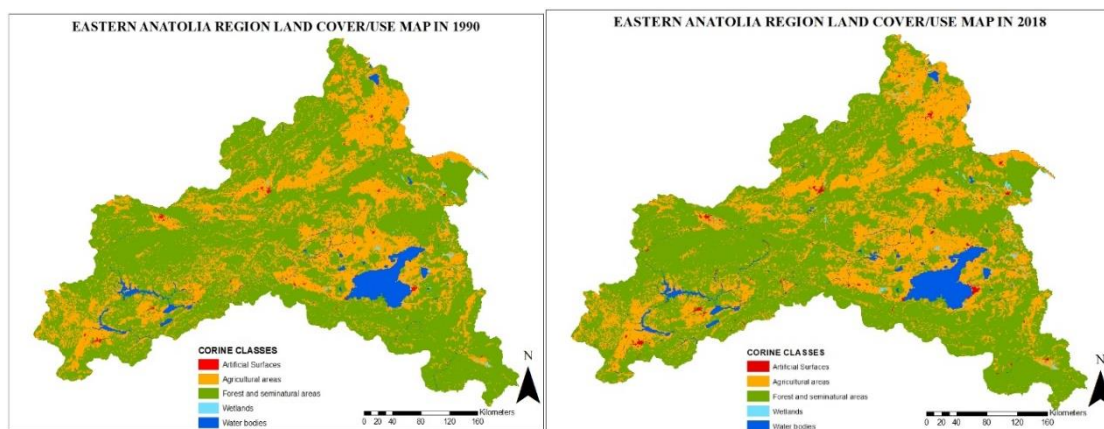 EASTERN ANATOLIA REGION LAND COVER/USE MAP IN 1990
N
CORINE CLASSES
Artificial Surfaces
Agricultural areas
Forest and seminatural areas
Wetlands
Water bodies
Kilometers
0 20 40 80 120 160
EASTERN ANATOLIA REGION LAND COVER/USE MAP IN 2018
N
CORINE CLASSES
Artificial Surfaces
Agricultural areas
Forest and seminatural areas
Wetlands
Water bodies
Kilometers
0 20 40 80 120 160